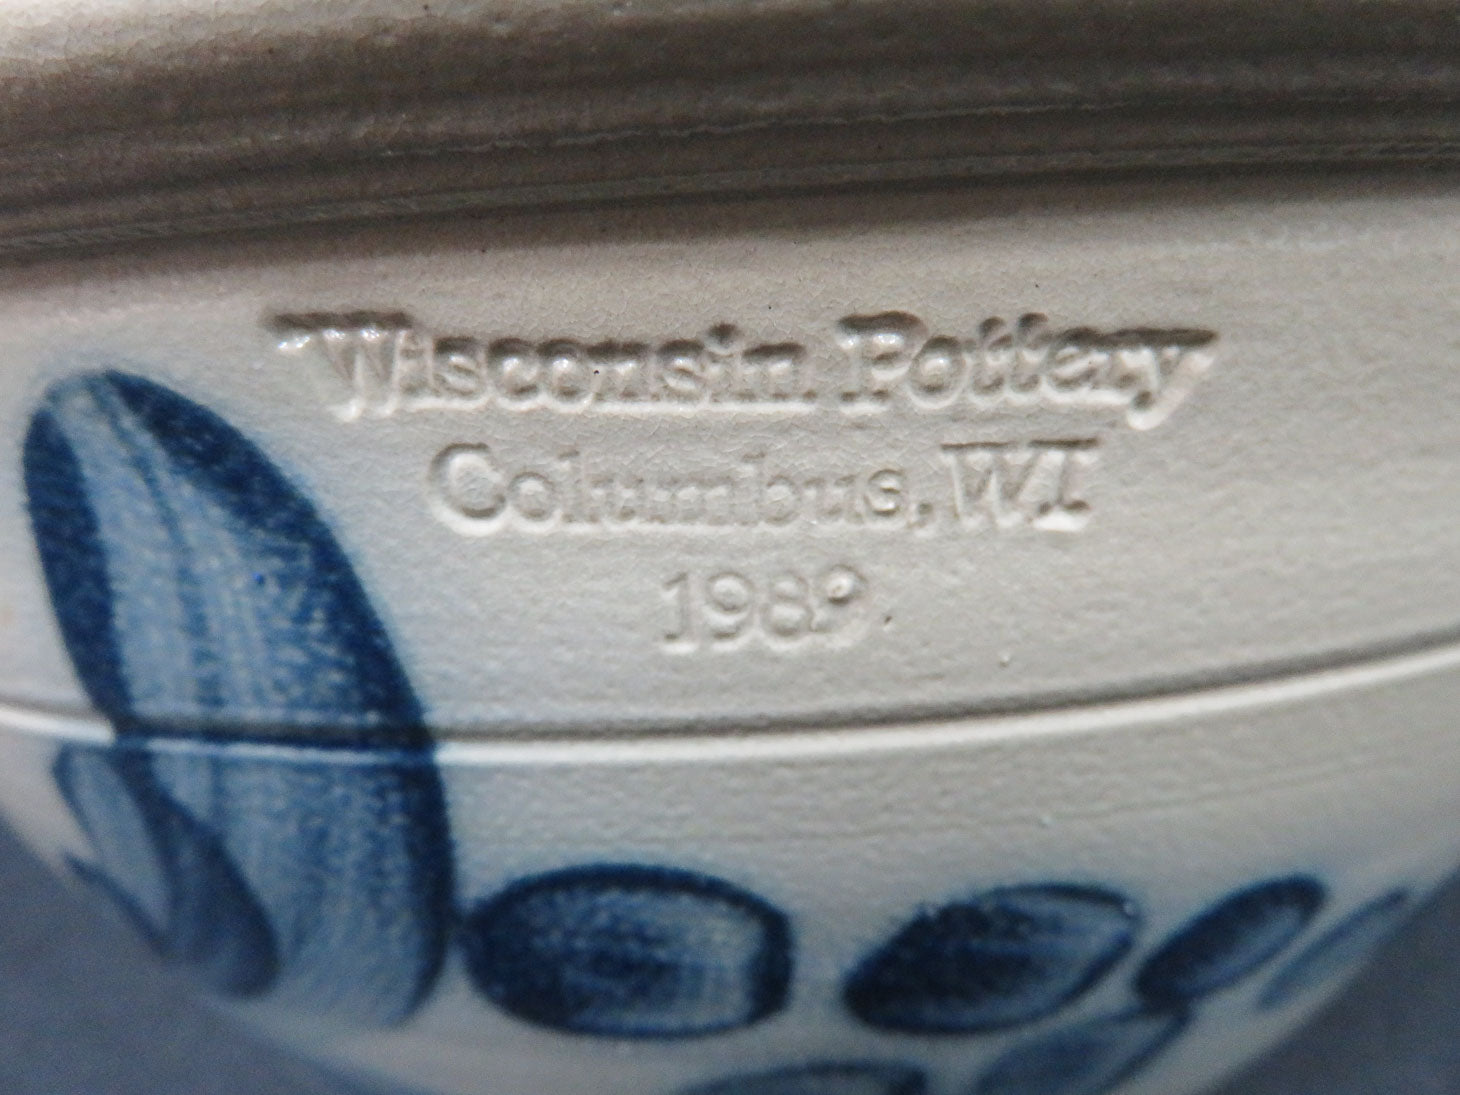 Wisconsin Pottery
Columbus, WI
1989